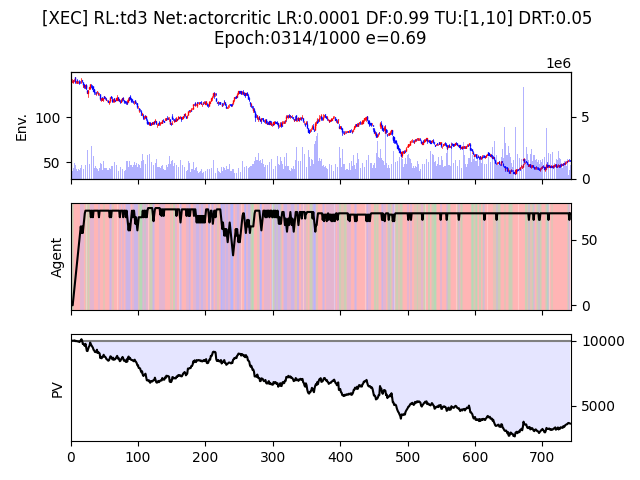 [XEC] RL:td3 Net:actorcritic LR:0.0001 DF:0.99 TU:[1,10] DRT:0.05
Epoch:0314/1000 e=0.69
1e6
Env.
100
50
5
0
Agent
50
0
PV
10000
5000
0 100 200 300 400 500 600 700